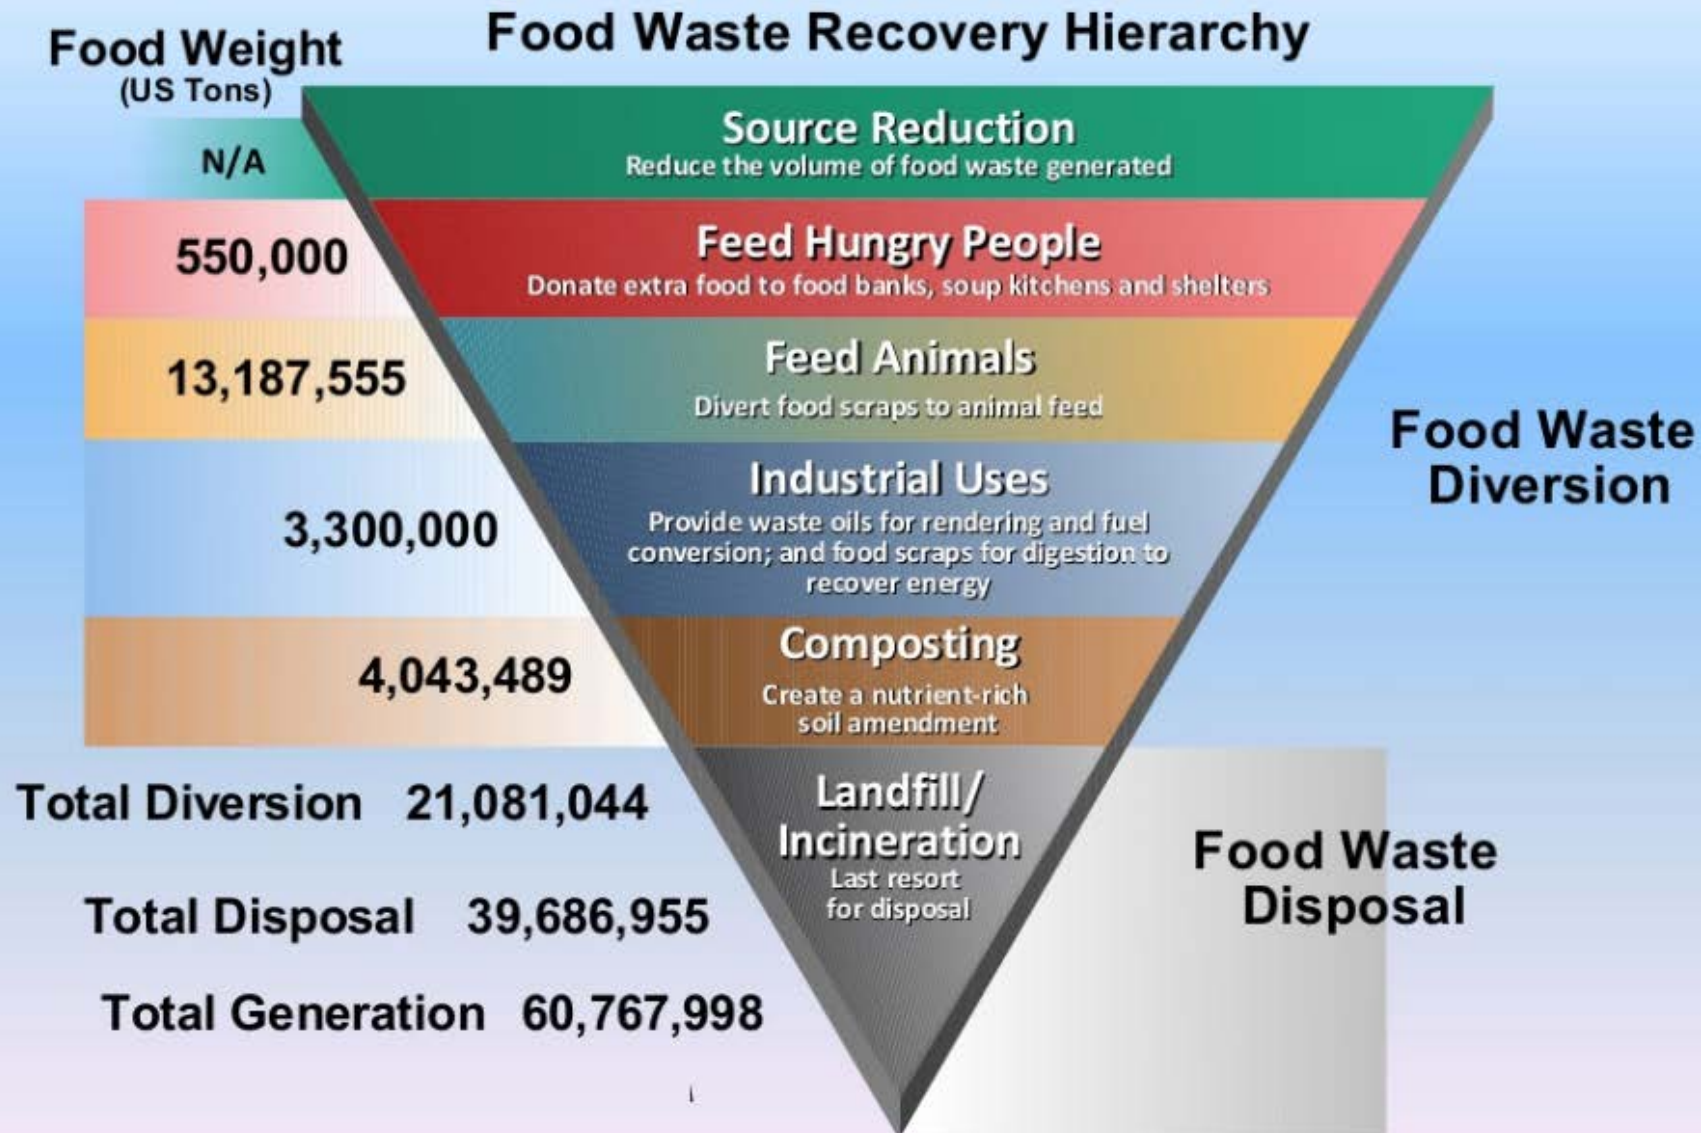 Food Waste Recovery Hierarchy
Food Weight
(US Tons)
N/A
Source Reduction
Reduce the volume of food waste generated
550,000
Feed Hungry People
Donate extra food to food banks, soup kitchens and shelters
13,187,555
Feed Animals
Divert food scraps to animal feed
3,300,000
Industrial Uses
Provide waste oils for rendering and fuel
conversion; and food scraps for digestion to
recover energy
4,043,489
Composting
Create a nutrient-rich
soil amendment
Food Waste
Diversion
Total Diversion 21,081,044
Total Disposal 39,686,955
Total Generation 60,767,998
Landfill/
Incineration
Last resort
for disposal
Food Waste
Disposal